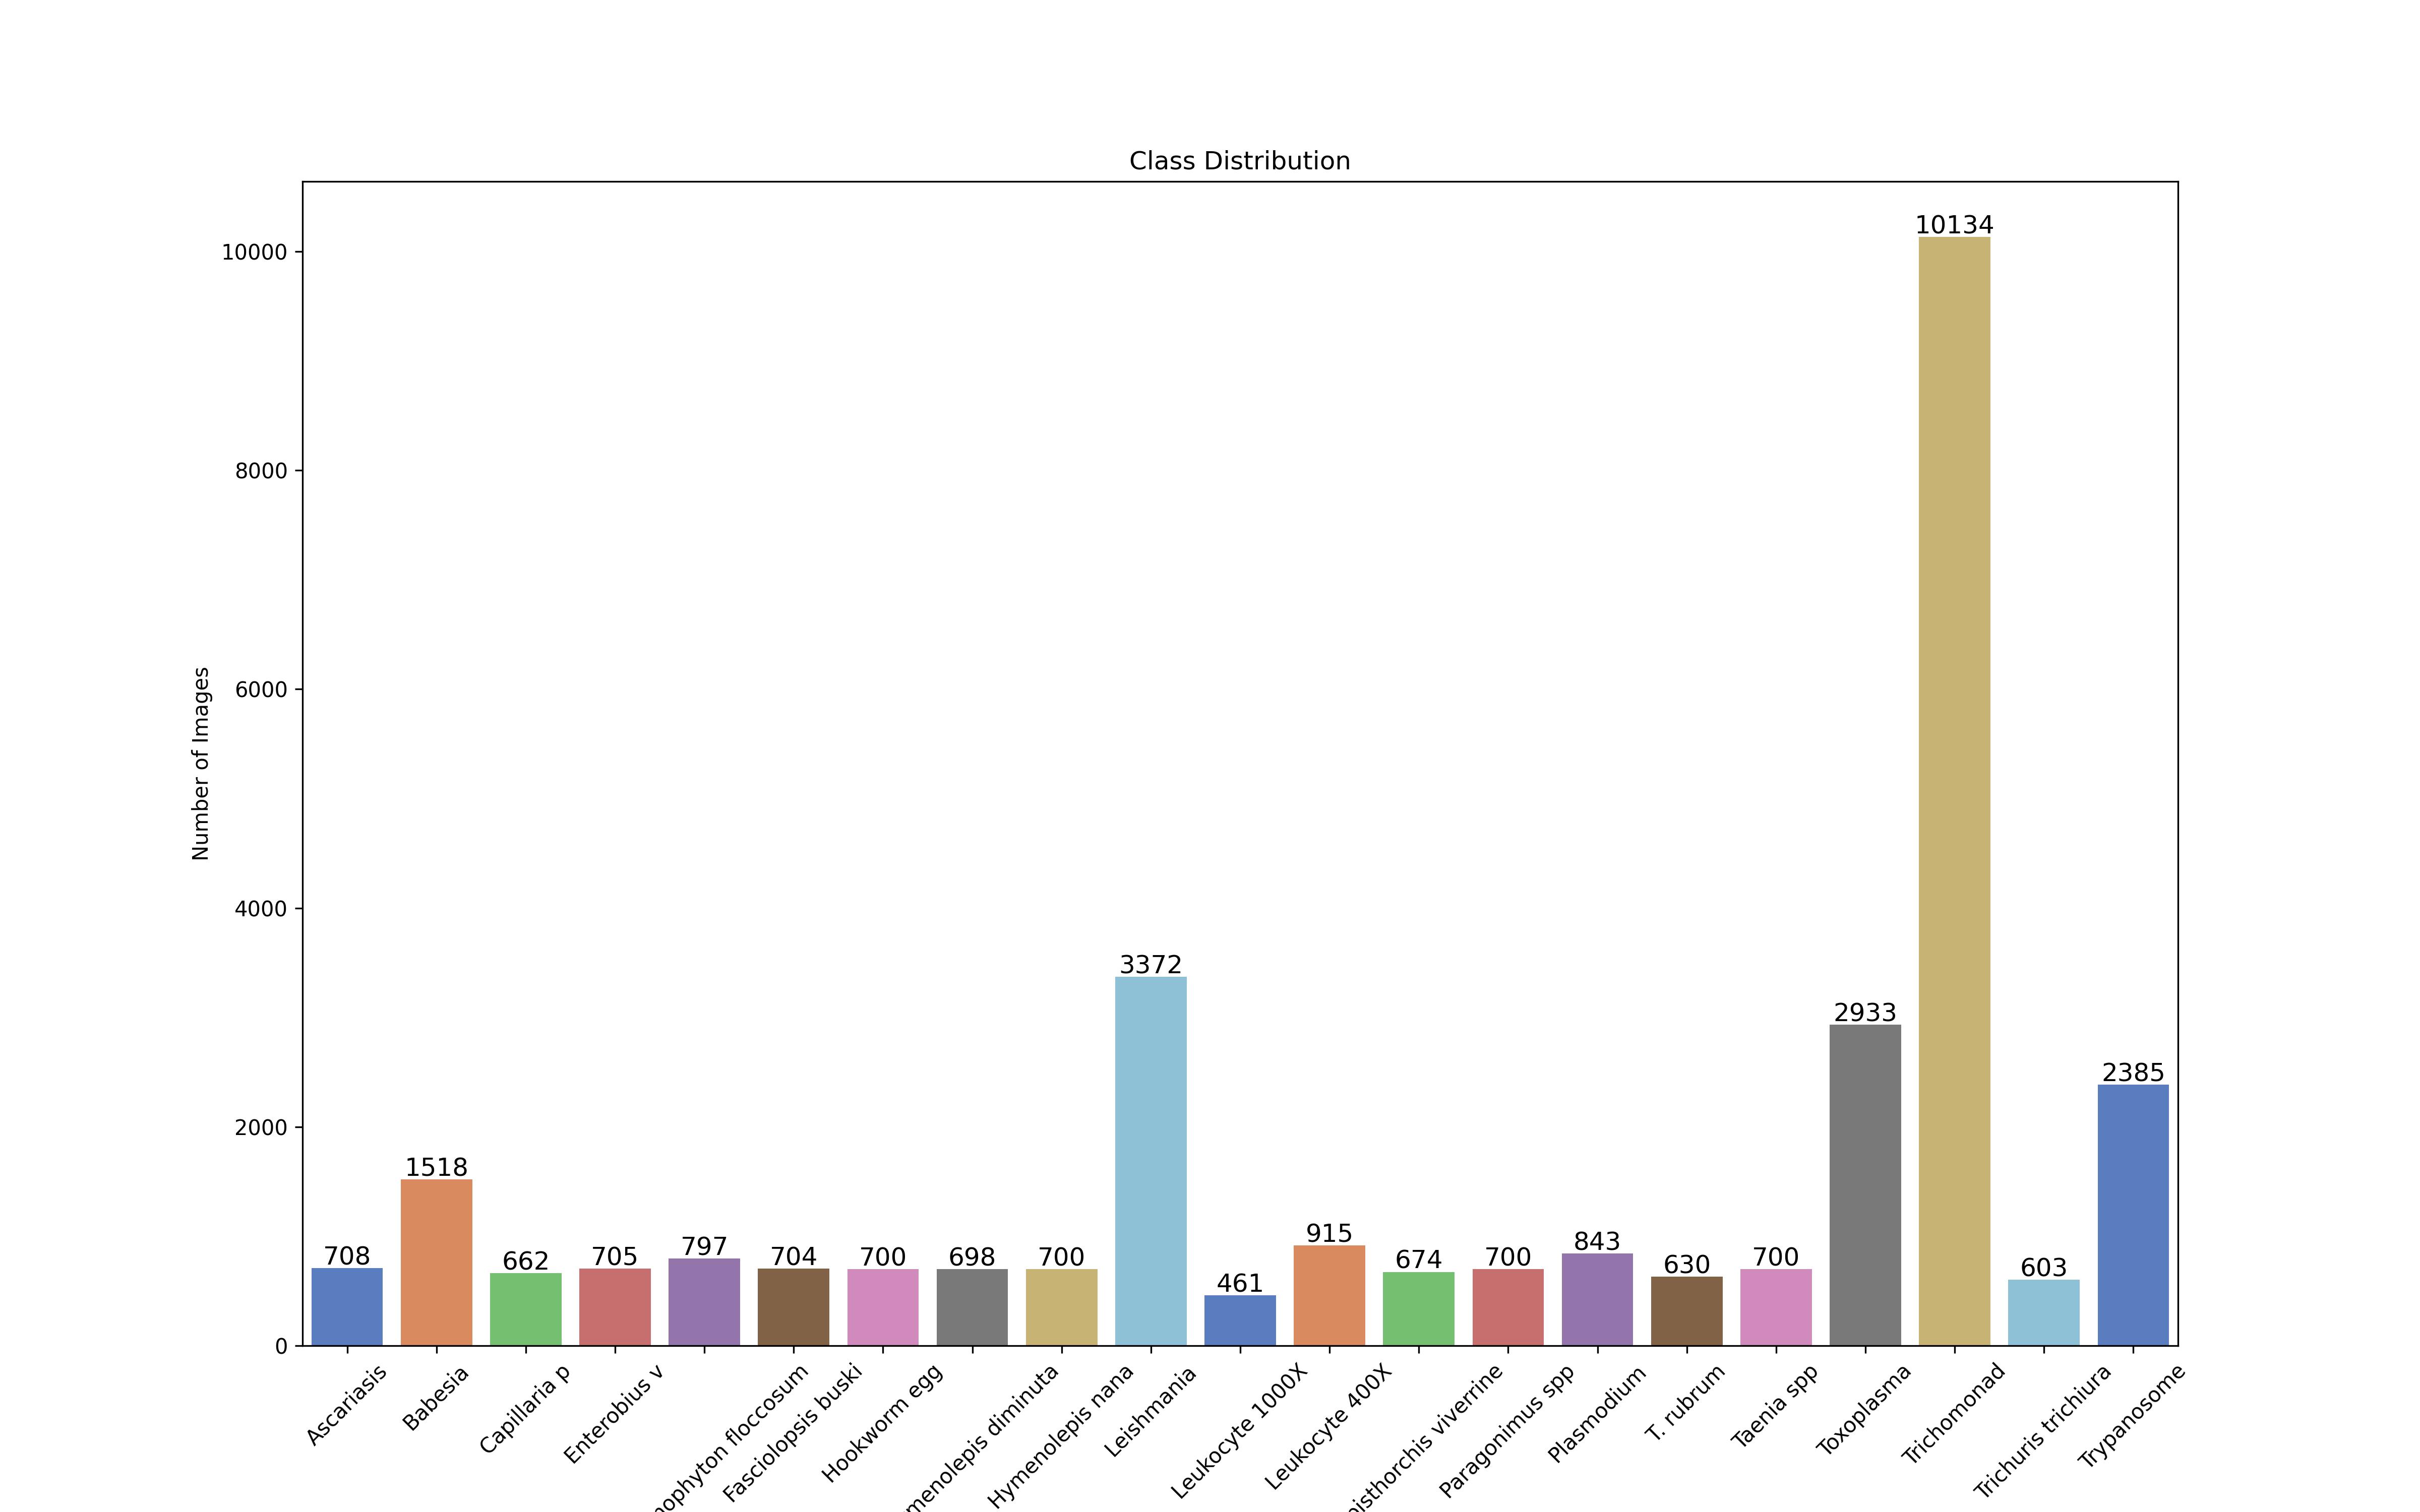 Class Distribution
10000
8000
6000
4000
2000
0
Number of Images
708
1518
662
705
797
704
700
698
700
3372
461
915
674
700
843
630
700
2933
10134
603
2385
Ascariasis
Babesia
Capillaria p
Enterobius v
floccosum
Fasciolopsis buski
Hookworm egg
diminuta
Hymenolepis nana
Leishmania
Leukocyte 1000X
Leukocyte 400X
viverrine
Paragonimus spp
Plasmodium
T. rubrum
Taenia spp
Toxoplasma
Trichomonad
Trichuris trichiura
Trypanosome